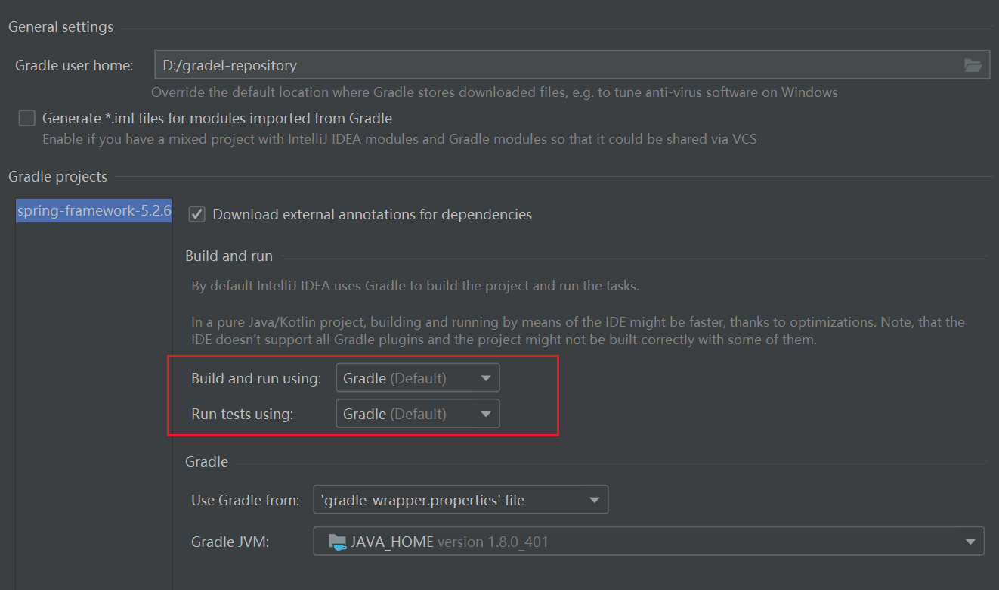 General settings
Gradle user home: D:/gradel-repository
Override the default location where Gradle stores downloaded files, e.g. to tune anti-virus software on Windows
Generate *.iml files for modules imported from Gradle
Enable if you have a mixed project with IntelliJ IDEA modules and Gradle modules so that it could be shared via VCS
Gradle projects
spring-framework-5.2.6
Download external annotations for dependencies
Build and run
By default IntelliJ IDEA uses Gradle to build the project and run the tasks.
In a pure Java/Kotlin project, building and running by means of the IDE might be faster, thanks to optimizations. Note, that the
IDE doesn't support all Gradle plugins and the project might not be built correctly with some of them.
Build and run using: Gradle (Default)
Run tests using: Gradle (Default)
Gradle
Use Gradle from: 'gradle-wrapper.properties' file
Gradle JVM: JAVA_HOME version 1.8.0_401